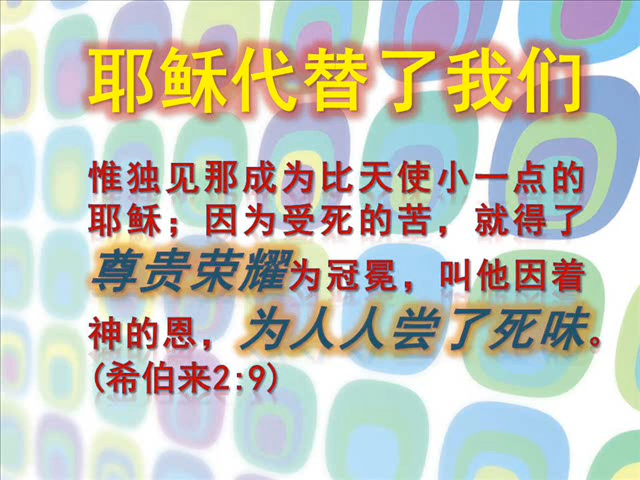 耶稣代替了我们
惟独见那成为比天使小一点的
耶稣；因为受死的苦，就得了
尊贵荣耀为冠冕，叫他因着
神的恩，为人人尝了死味。
(希伯来2:9)